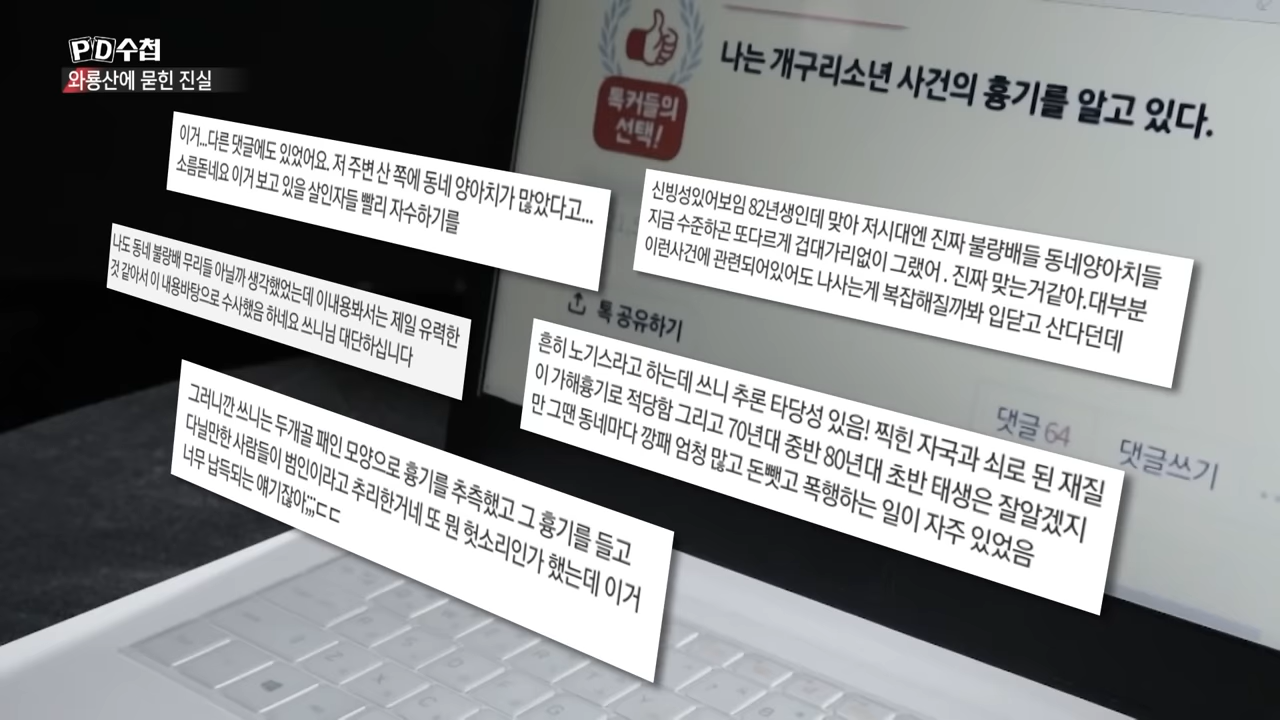 PD수첩
와룡산에 묻힌 진실
톡커들의
선택!
나는 개구리소년 사건의 흉기를 알고 있다.
이거...다른 댓글에도 있었어요. 저 주변 산 쪽에 동네 양아치가 많았다고...
소름돋네요 이거 보고 있을 살인자들 빨리 자수하기를
신빙성있어보임 82년생인데 맞아 저시대엔 진짜 불량배들 동네양아치들
지금 수준하곤 또다르게 겁대가리없이 그랬어 . 진짜 맞는거같아. 대부분
이런사건에 관련되어있어도 나사는게 복잡해질까봐 입닫고 산다던데
나도 동네 불량배 무리들 아닐까 생각했었는데 이내용봐서는 제일 유력한
것 같아서 이 내용바탕으로 수사했음 하네요 쓰니님 대단하십니다
톡 공유하기
흔히 노기스라고 하는데 쓰니 추론 타당성 있음! 찍힌 자국과 쇠로 된 재질
이 가해흉기로 적당함 그리고 70년대 중반 80년대 초반 태생은 잘알겠지
만 그땐 동네마다 깡패 엄청 많고 돈뺏고 폭행하는 일이 자주 있었음
그러니깐 쓰니는 두개골 패인 모양으로 흉기를 추측했고 그 흉기를 들고
다닐만한 사람들이 범인이라고 추리한거네 또 뭔 헛소리인가 했는데 이거
너무 납득되는 얘기잖아;;;ㄷㄷ
댓글 64
댓글쓰기